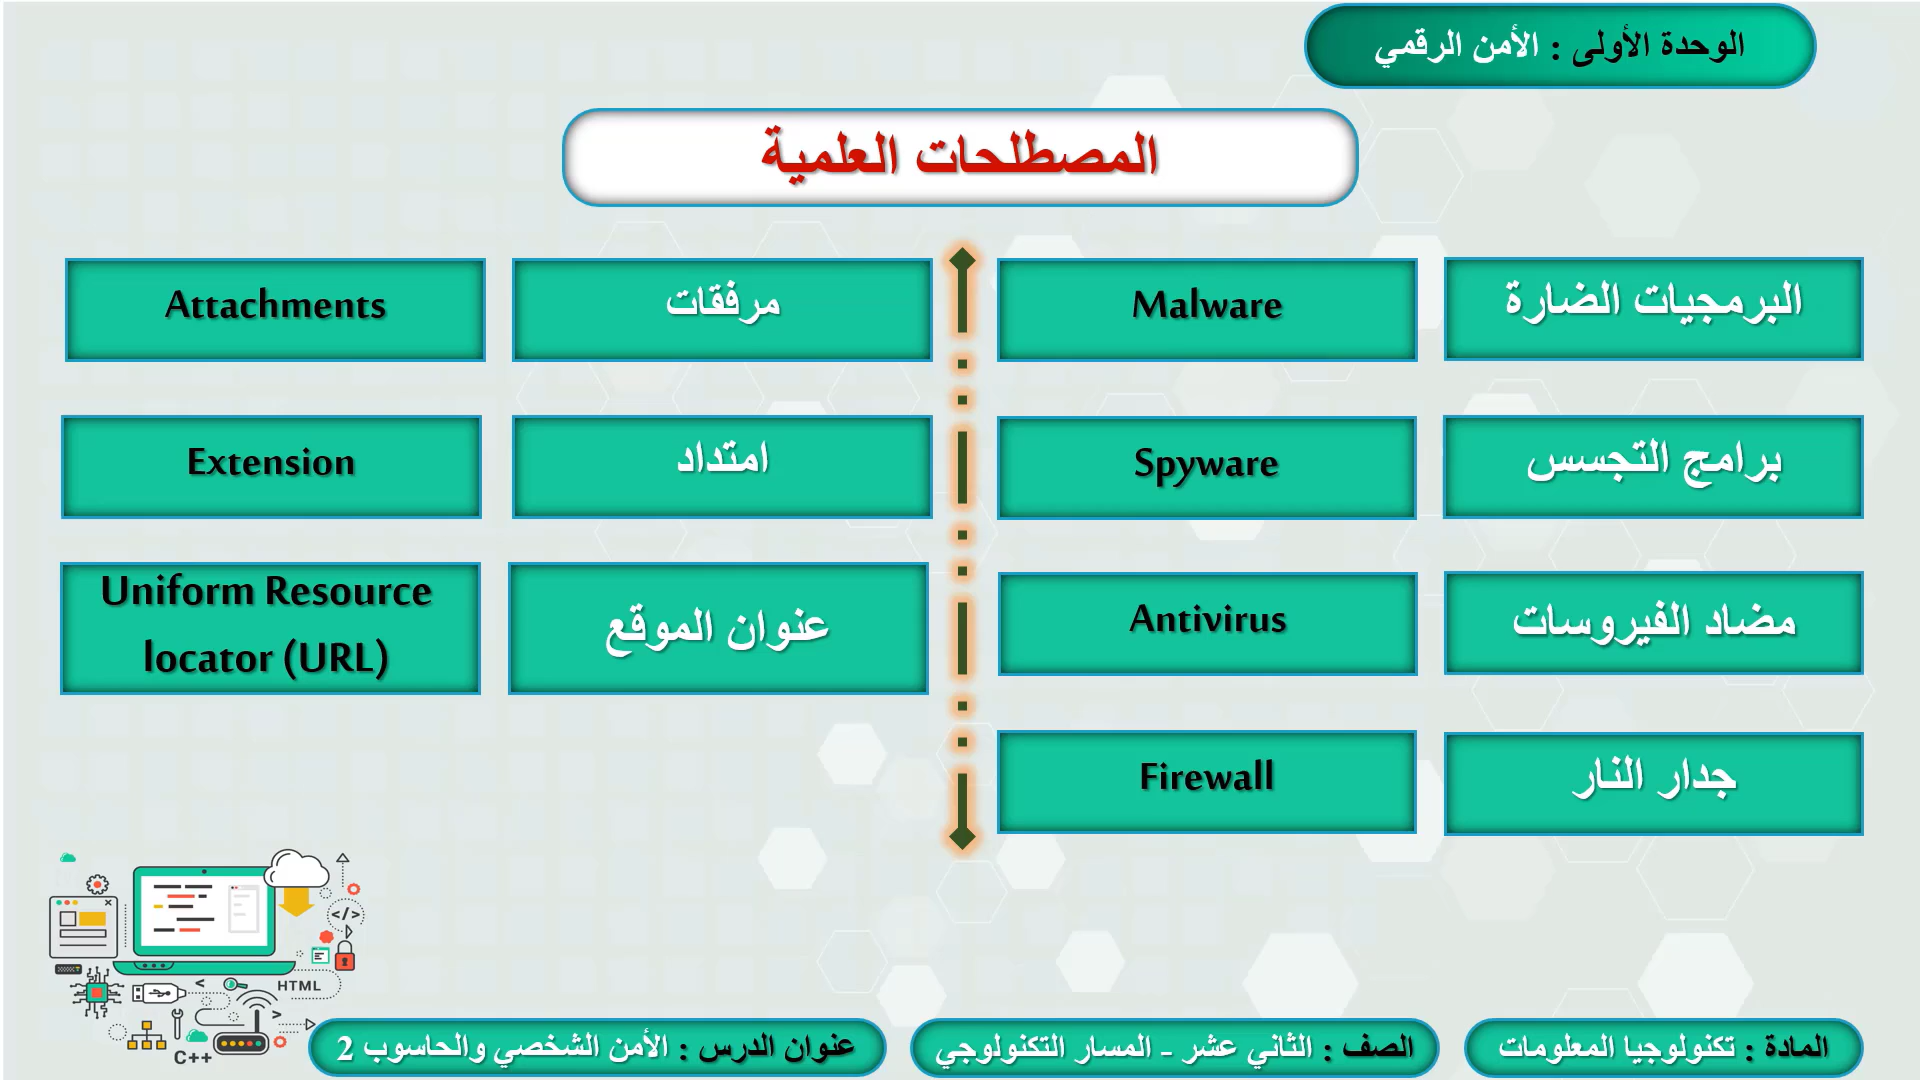 الوحدة الأولى : الأمن الرقمي
المصطلحات العلمية
البرمجيات الضارة
Malware
برامج التجسس
Spyware
مضاد الفيروسات
Antivirus
جدار النار
Firewall
مرفقات
Attachments
امتداد
Extension
عنوان الموقع
Uniform Resource
locator (URL)
</>
HTML
C++
المادة : تكنولوجيا المعلومات
الصف : الثاني عشر - المسار التكنولوجي
عنوان الدرس : الأمن الشخصي والحاسوب 2